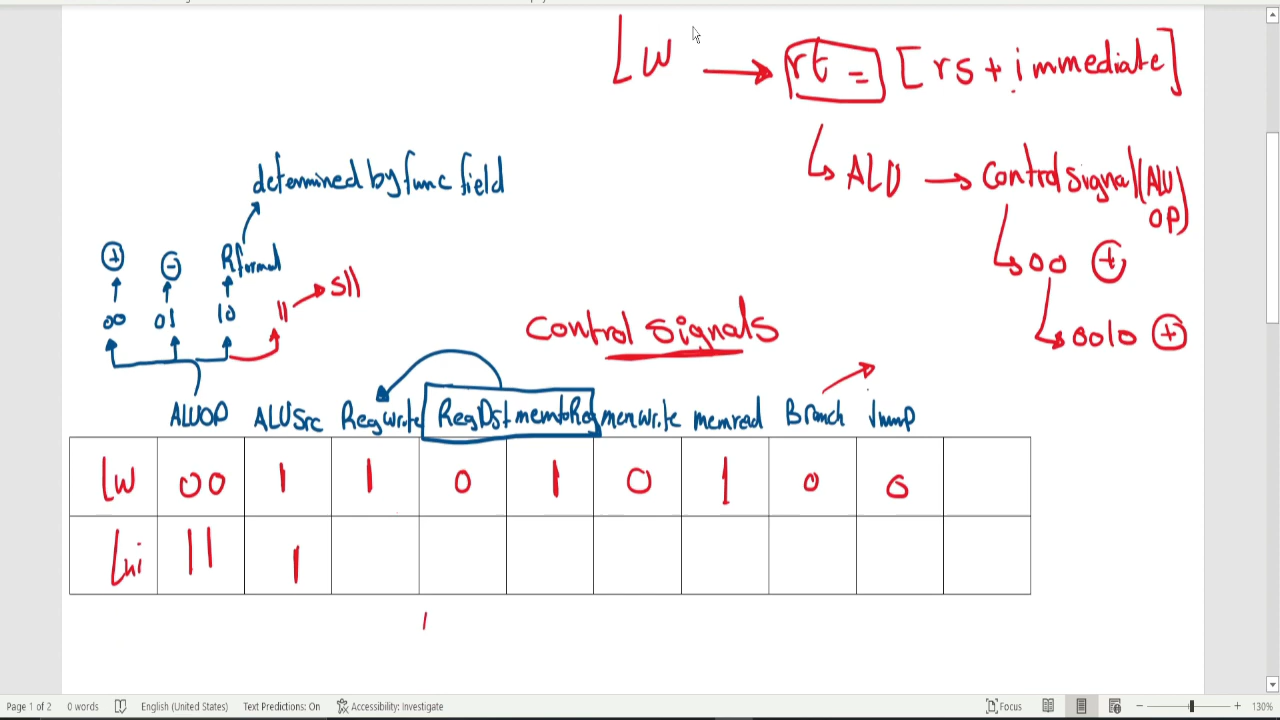 Lw → rt = [rs + immediate]
ALU → Control signal (ALU OP)
00 +
0010 +
determined by func field
+ - R format
00 01 10 11 → sll
Control signals
ALUOP ALUSrc RegWrite RegDst memtoReg memWrite memread Branch Jump
Lw 00 1 1 0 1 0 1 0 0
Lui 11 1
Page 1 of 2 0 words English (United States) Text Predictions: On Accessibility: Investigate Focus 130%